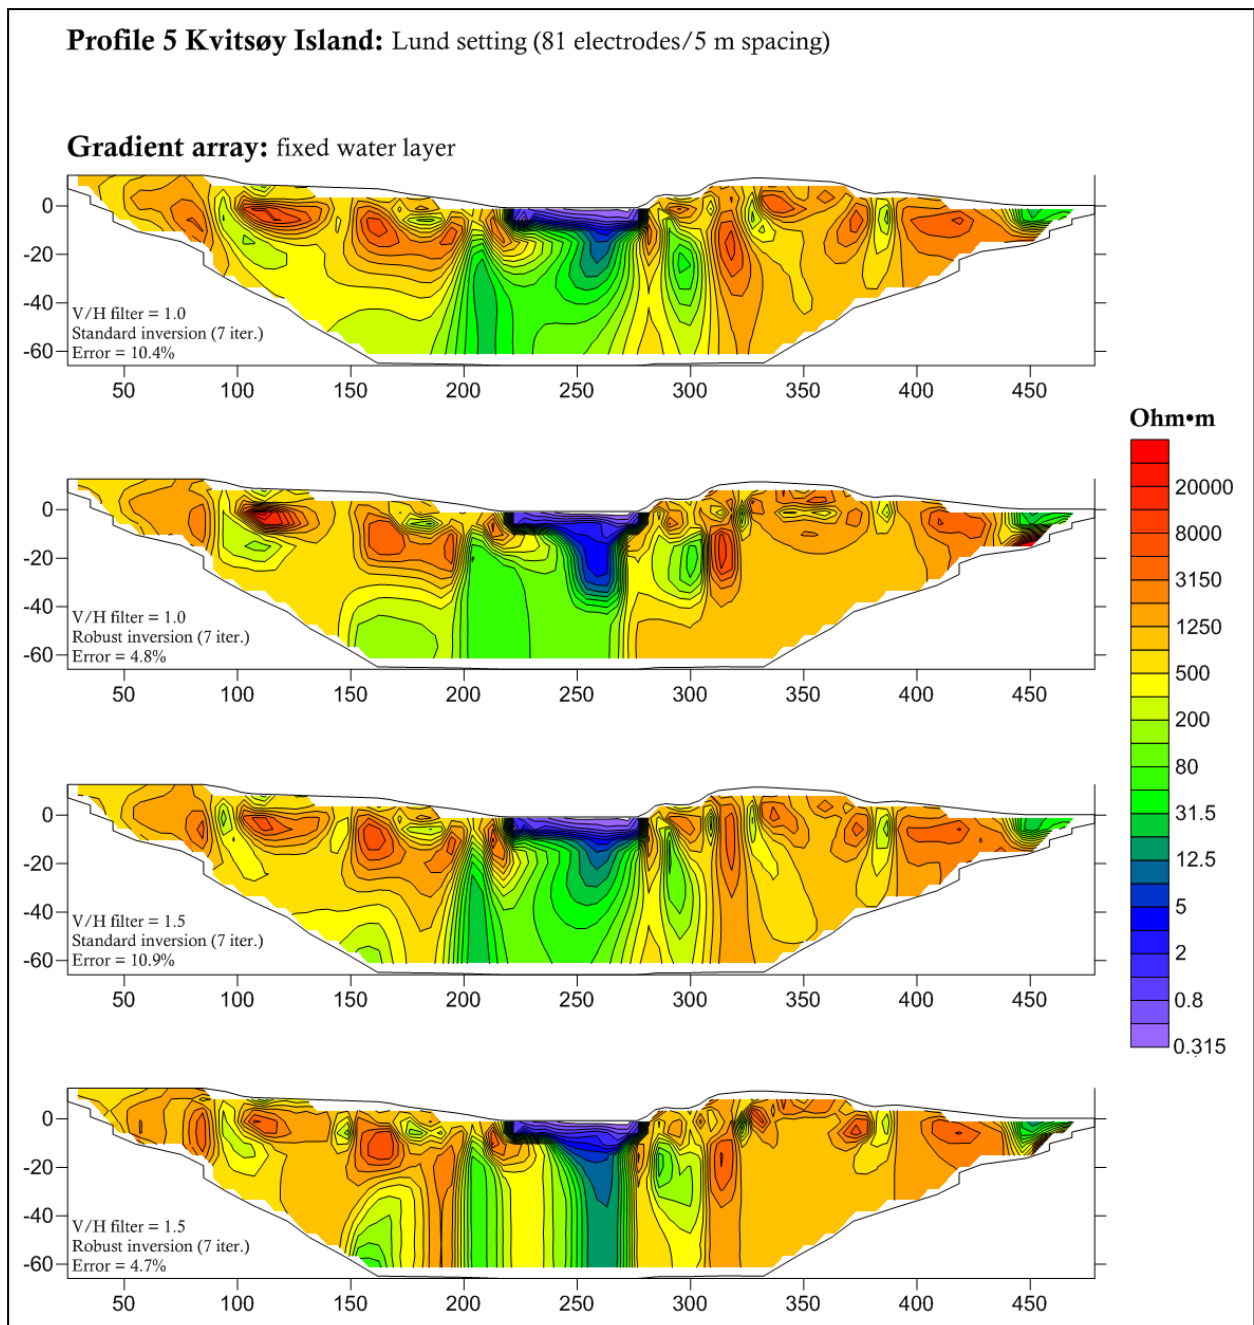 Profile 5 Kvitsøy Island: Lund setting (81 electrodes/5 m spacing)
Gradient array: fixed water layer
0
-20
-40
-60
V/H filter = 1.0
Standard inversion (7 iter.)
Error = 10.4%
50 100 150 200 250 300 350 400 450
0
-20
-40
-60
V/H filter = 1.0
Robust inversion (7 iter.)
Error = 4.8%
50 100 150 200 250 300 350 400 450
Ohm•m
20000
8000
3150
1250
500
200
80
31.5
12.5
5
2
0.8
0.315
0
-20
-40
-60
V/H filter = 1.5
Standard inversion (7 iter.)
Error = 10.9%
50 100 150 200 250 300 350 400 450
0
-20
-40
-60
V/H filter = 1.5
Robust inversion (7 iter.)
Error = 4.7%
50 100 150 200 250 300 350 400 450